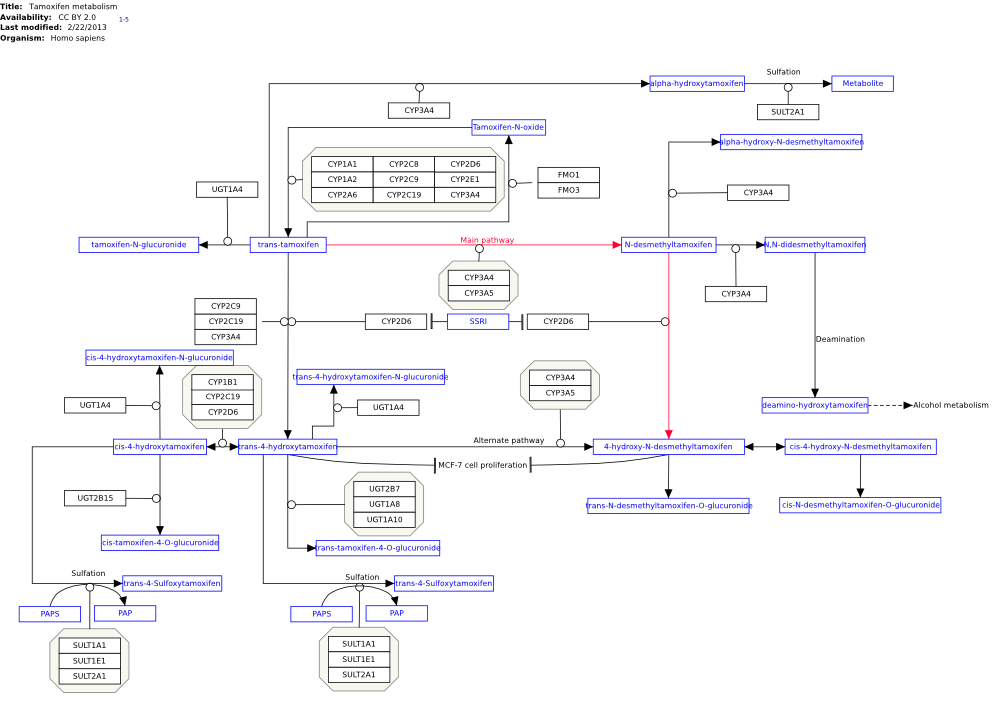 Title: Tamoxifen metabolism
Availability: CC BY 2.0
1-5
Last modified: 2/22/2013
Organism: Homo sapiens
Sulfation
alpha-hydroxytamoxifen
Metabolite
CYP3A4
SULT2A1
Tamoxifen-N-oxide
alpha-hydroxy-N-desmethyltamoxifen
CYP1A1 CYP2C8 CYP2D6
CYP1A2 CYP2C9 CYP2E1
CYP2A6 CYP2C19 CYP3A4
FMO1
FMO3
UGT1A4
CYP3A4
tamoxifen-N-glucuronide
trans-tamoxifen
Main pathway
N-desmethyltamoxifen
N,N-didesmethyltamoxifen
CYP3A4
CYP3A5
CYP3A4
CYP2C9
CYP2C19
CYP3A4
CYP2D6
SSRI
CYP2D6
Deamination
cis-4-hydroxytamoxifen-N-glucuronide
trans-4-hydroxytamoxifen-N-glucuronide
CYP1B1
CYP2C19
CYP2D6
CYP3A4
CYP3A5
UGT1A4
UGT1A4
deamino-hydroxytamoxifen
Alcohol metabolism
cis-4-hydroxytamoxifen
trans-4-hydroxytamoxifen
Alternate pathway
4-hydroxy-N-desmethyltamoxifen
cis-4-hydroxy-N-desmethyltamoxifen
MCF-7 cell proliferation
UGT2B15
UGT2B7
UGT1A8
UGT1A10
trans-N-desmethyltamoxifen-O-glucuronide
cis-N-desmethyltamoxifen-O-glucuronide
cis-tamoxifen-4-O-glucuronide
trans-tamoxifen-4-O-glucuronide
Sulfation
trans-4-Sulfoxytamoxifen
Sulfation
trans-4-Sulfoxytamoxifen
PAPS
PAP
PAPS
PAP
SULT1A1
SULT1E1
SULT2A1
SULT1A1
SULT1E1
SULT2A1